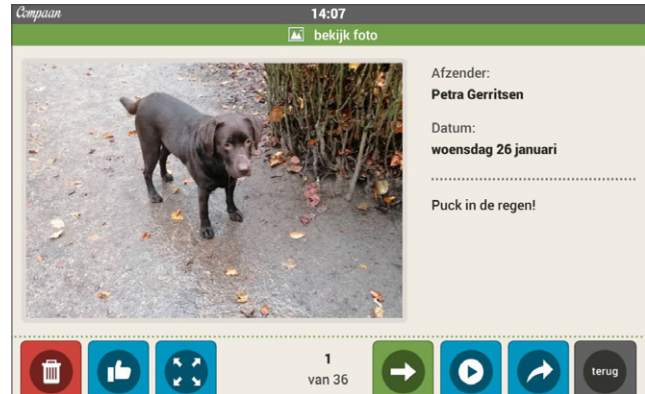 Compaan
14:07
bekijk foto
Afzender:
Petra Gerritsen
Datum:
woensdag 26 januari
Puck in de regen!
1
van 36
terug